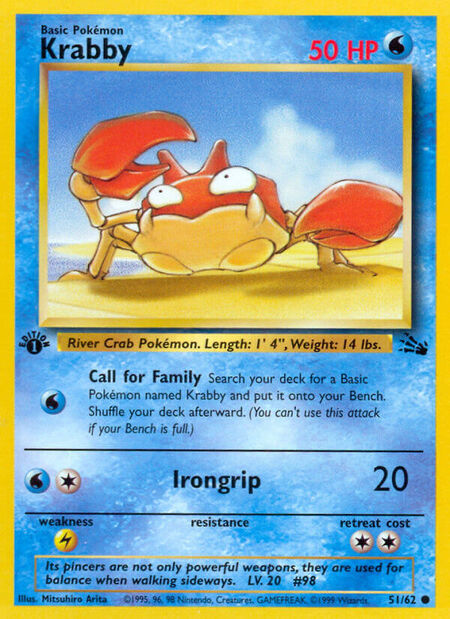 Basic Pokémon
Krabby
50 HP
EDITION
1
River Crab Pokémon. Length: 1' 4", Weight: 14 lbs.
Call for Family Search your deck for a Basic
Pokémon named Krabby and put it onto your Bench.
Shuffle your deck afterward. (You can't use this attack
if your Bench is full.)
Irongrip 20
weakness resistance retreat cost
Its pincers are not only powerful weapons, they are used for
balance when walking sideways. LV. 20 #98
Illus. Mitsuhiro Arita ©1995, 96, 98 Nintendo, Creatures, GAMEFREAK. ©1999 Wizards. 51/62